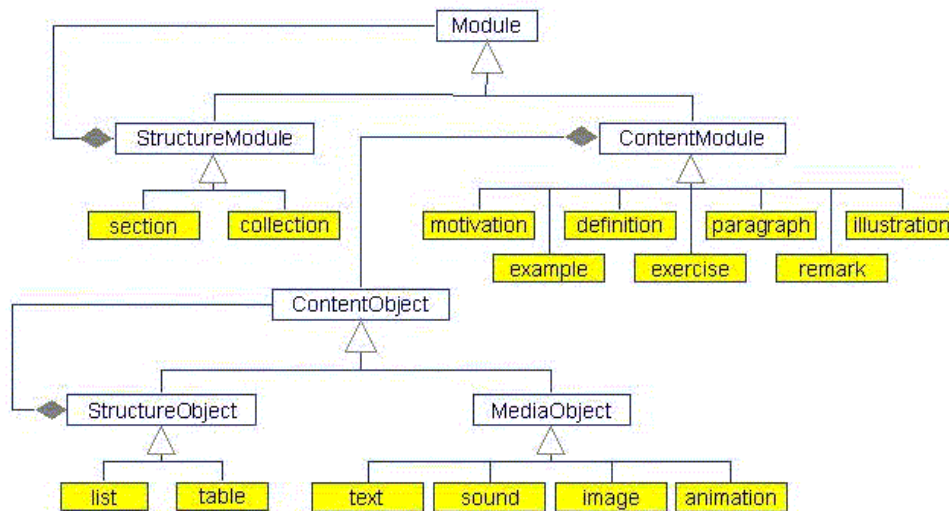 Module
StructureModule
ContentModule
section
collection
motivation
definition
paragraph
illustration
example
exercise
remark
ContentObject
StructureObject
MediaObject
list
table
text
sound
image
animation